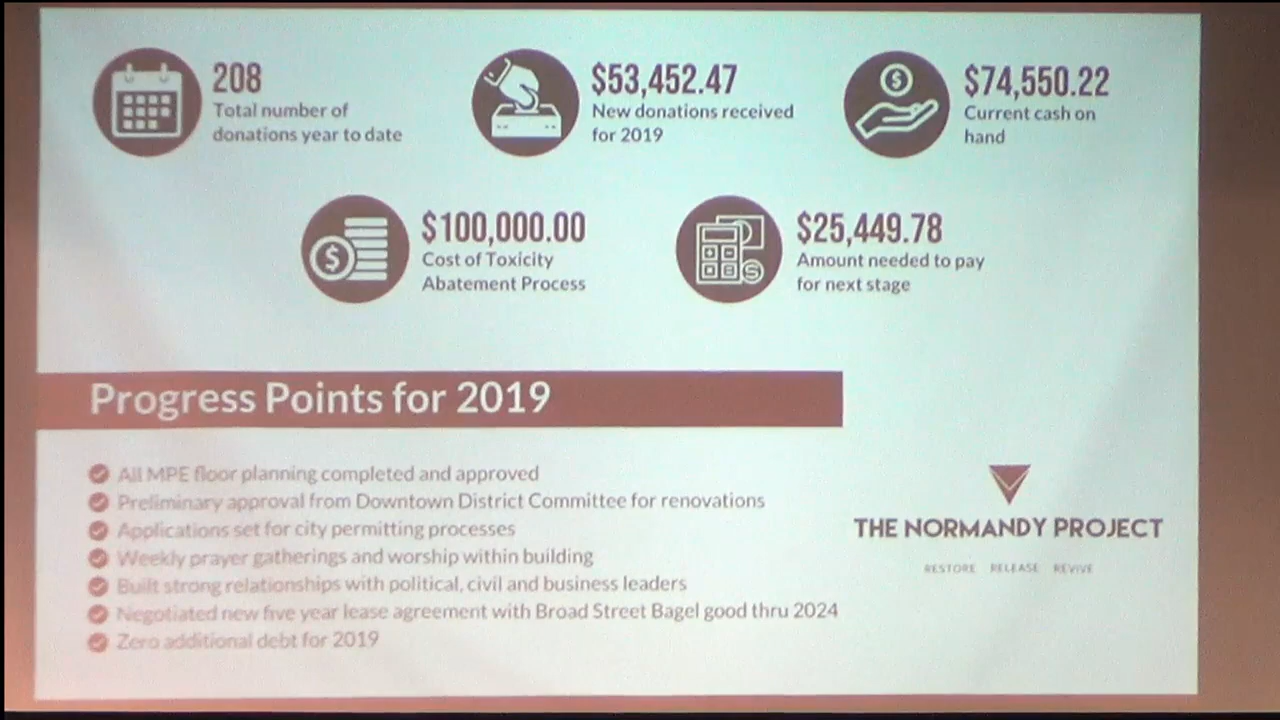 208
Total number of
donations year to date
$53,452.47
New donations received
for 2019
$74,550.22
Current cash on
hand
$100,000.00
Cost of Toxicity
Abatement Process
$25,449.78
Amount needed to pay
for next stage
Progress Points for 2019
All MPE floor planning completed and approved
Preliminary approval from Downtown District Committee for renovations
Applications set for city permitting processes
Weekly prayer gatherings and worship within building
Built strong relationships with political, civil and business leaders
Negotiated new five year lease agreement with Broad Street Bagel good thru 2024
Zero additional debt for 2019
THE NORMANDY PROJECT
RESTORE RELEASE REVIVE